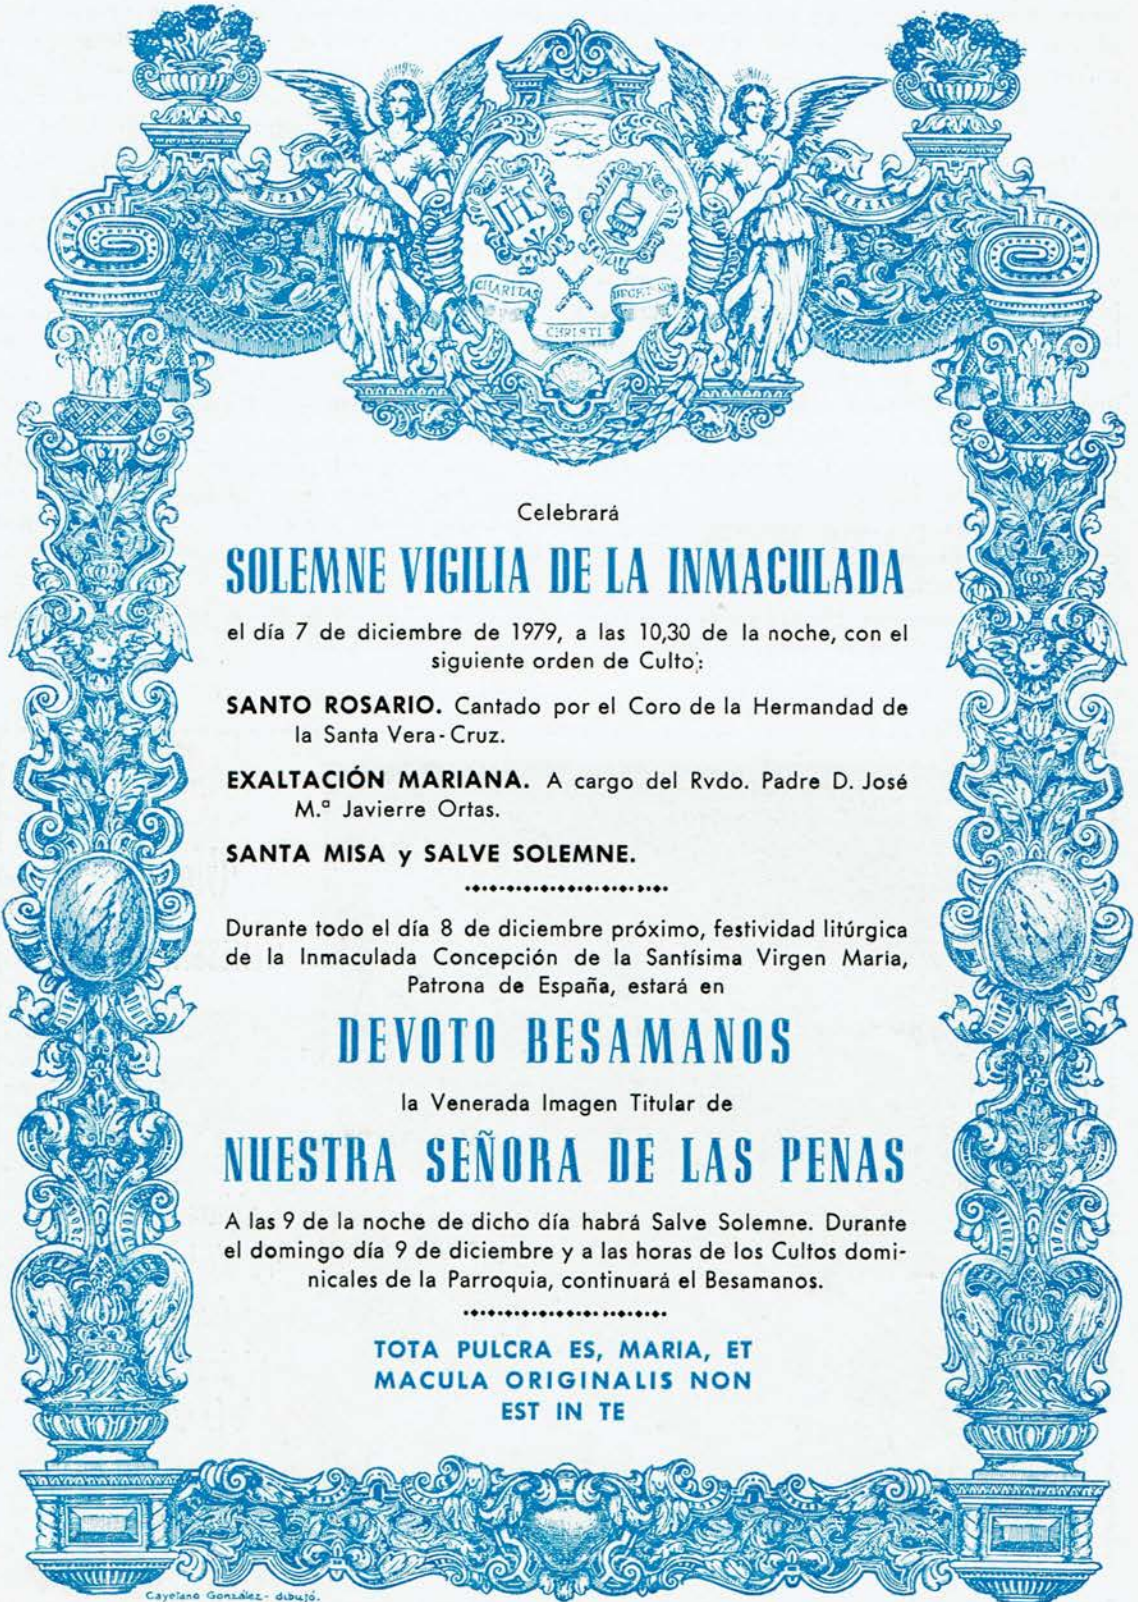 IHS
CHARITAS
CHRISTI
Celebrará
SOLEMNE VIGILIA DE LA INMACULADA
el día 7 de diciembre de 1979, a las 10,30 de la noche, con el
siguiente orden de Culto:
SANTO ROSARIO. Cantado por el Coro de la Hermandad de
la Santa Vera-Cruz.
EXALTACIÓN MARIANA. A cargo del Rvdo. Padre D. José
M.ª Javierre Ortas.
SANTA MISA y SALVE SOLEMNE.
Durante todo el día 8 de diciembre próximo, festividad litúrgica
de la Inmaculada Concepción de la Santísima Virgen María,
Patrona de España, estará en
DEVOTO BESAMANOS
la Venerada Imagen Titular de
NUESTRA SEÑORA DE LAS PENAS
A las 9 de la noche de dicho día habrá Salve Solemne. Durante
el domingo día 9 de diciembre y a las horas de los Cultos domi-
nicales de la Parroquia, continuará el Besamanos.
TOTA PULCRA ES, MARIA, ET
MACULA ORIGINALIS NON
EST IN TE
Cayetano González - dibujó.